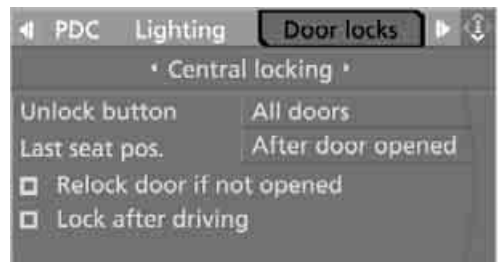 PDC Lighting Door locks
• Central locking •
Unlock button All doors
Last seat pos. After door opened
Relock door if not opened
Lock after driving